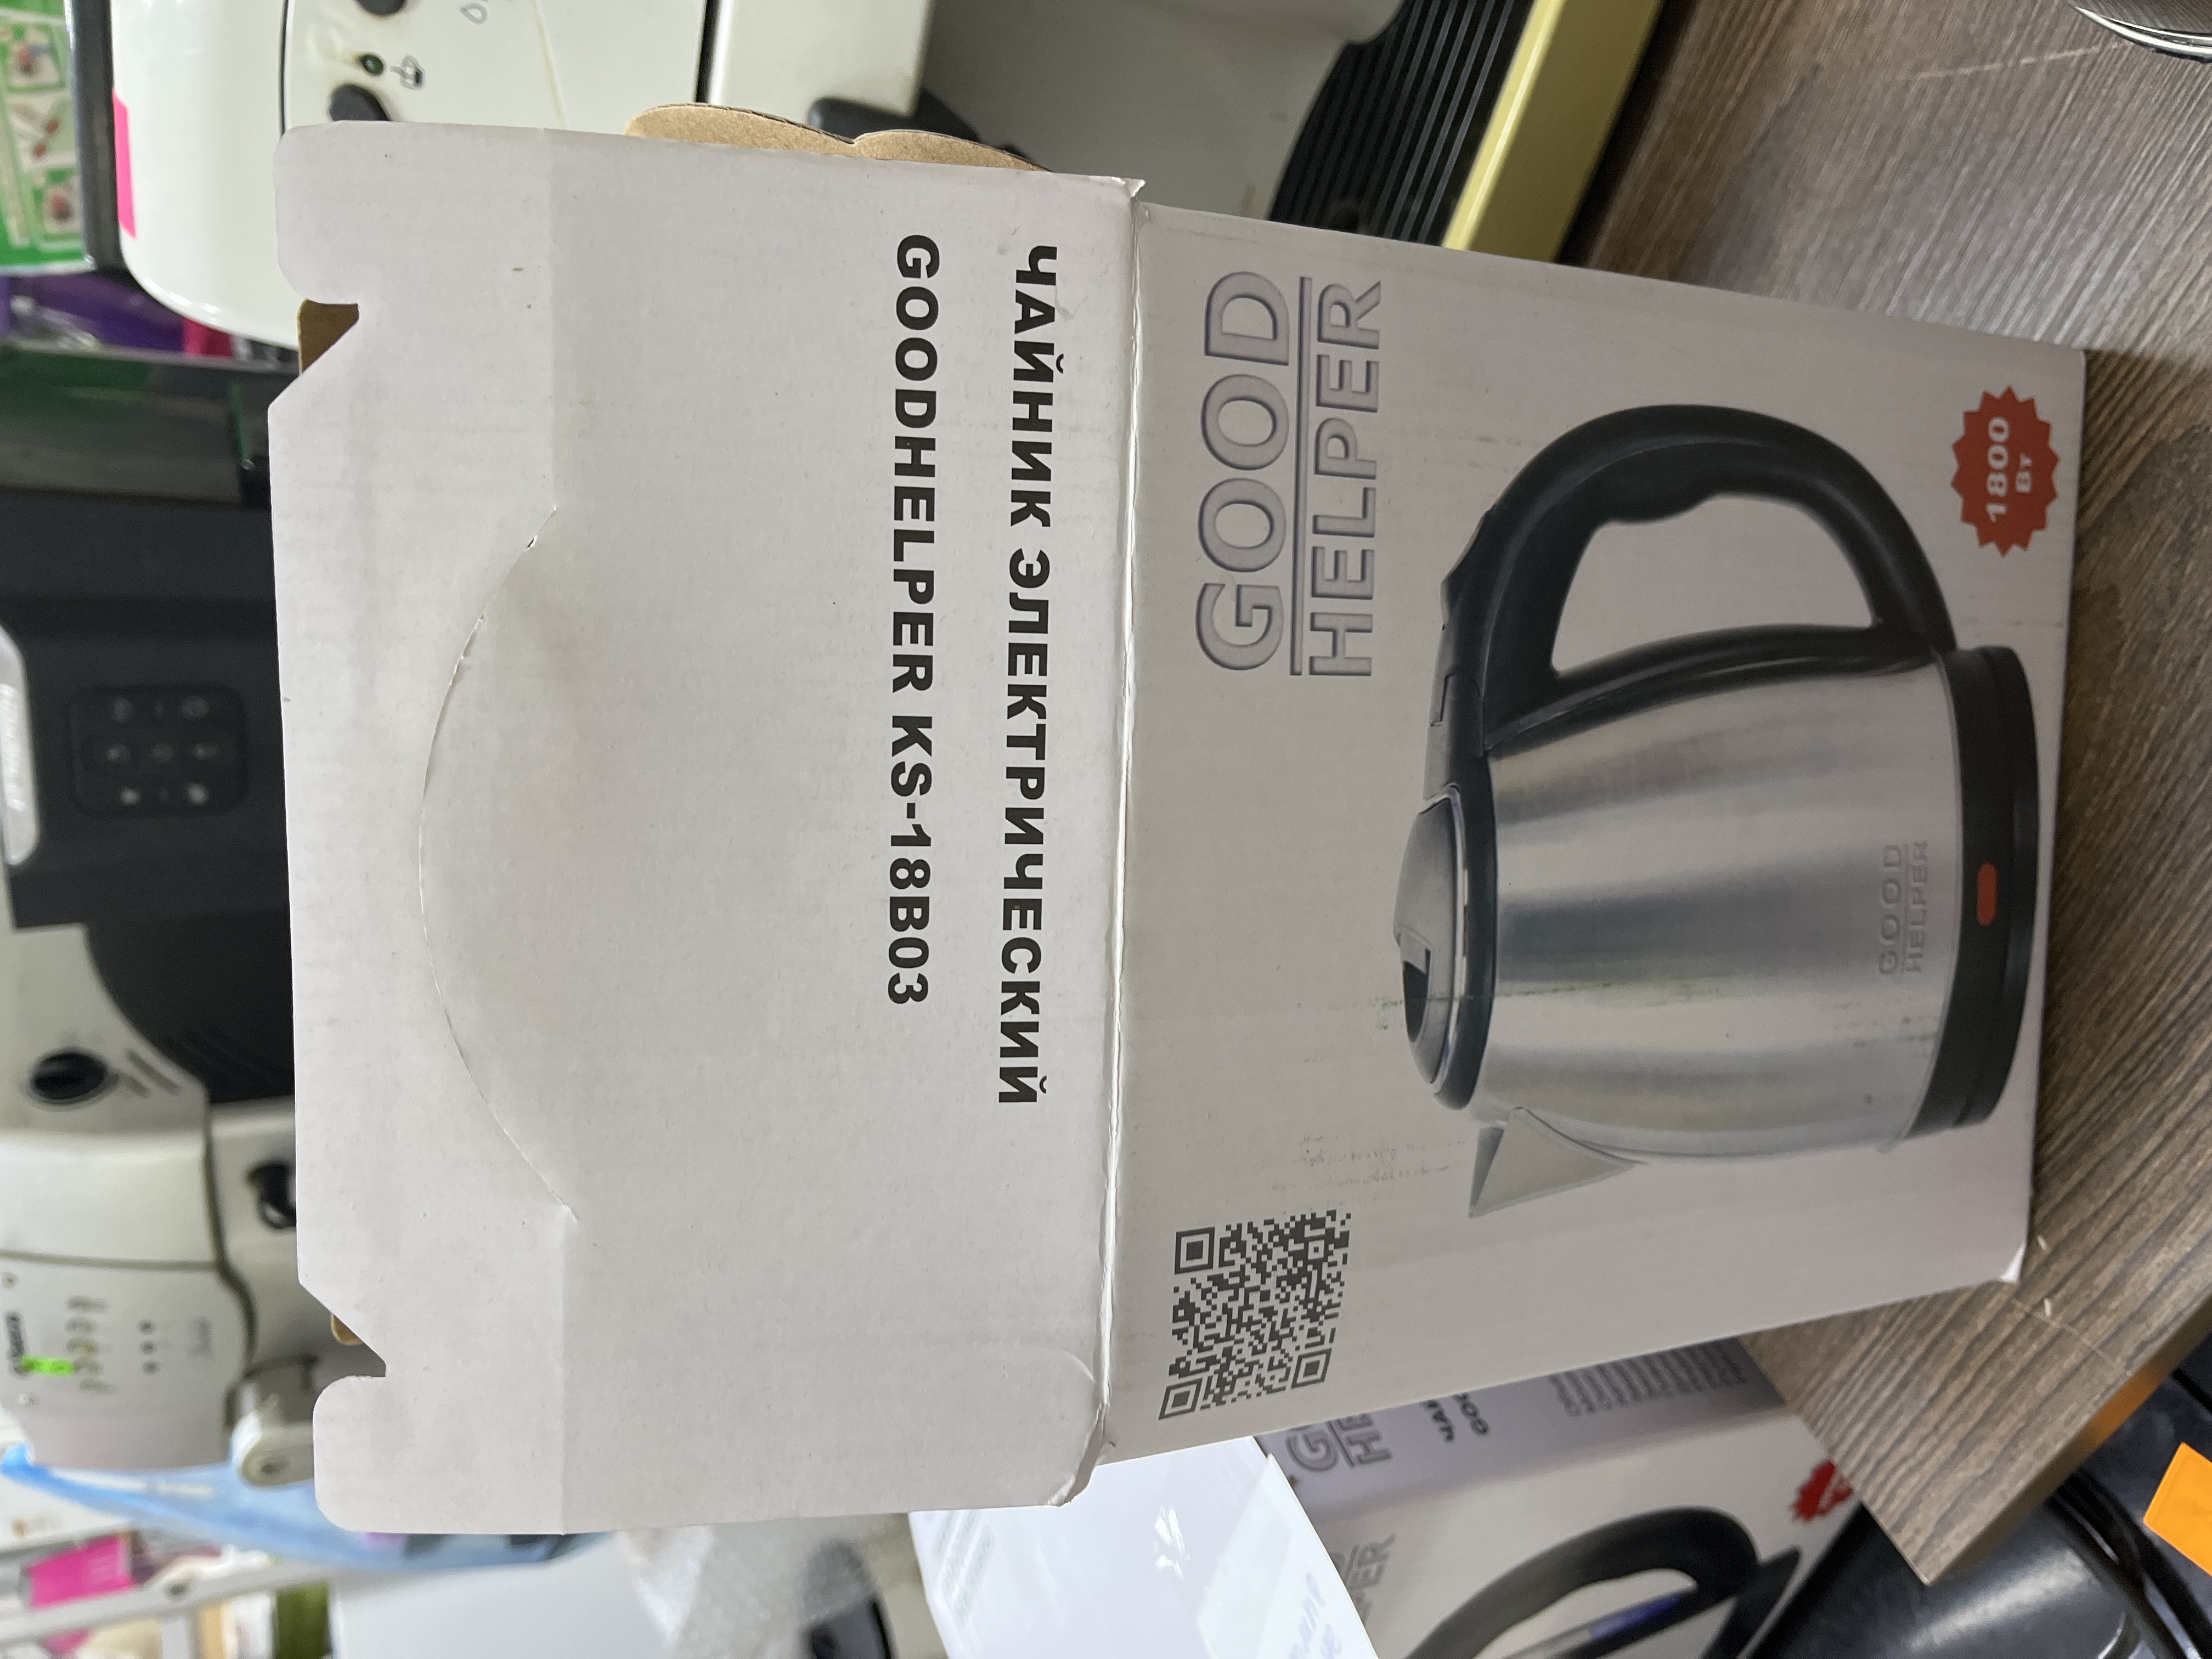 ЧАЙНИК ЭЛЕКТРИЧЕСКИЙ
GOODHELPER KS-18B03
GOOD
HELPER
1800
Вт
GOOD
HELPER